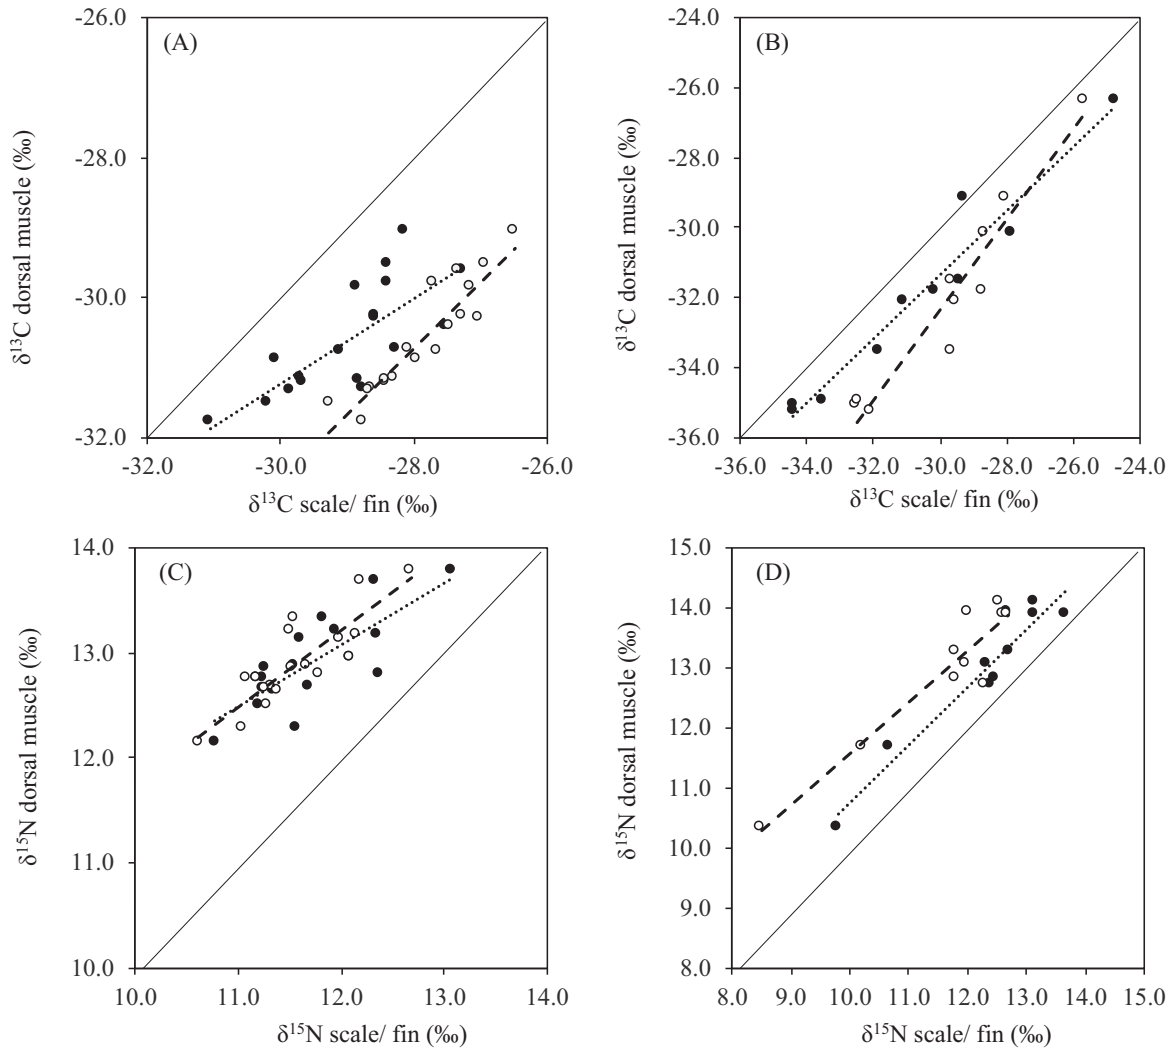 (A)
-26.0
-28.0
-30.0
-32.0
-32.0 -30.0 -28.0 -26.0
δ¹³C dorsal muscle (‰)
δ¹³C scale/ fin (‰)
(B)
-24.0
-26.0
-28.0
-30.0
-32.0
-34.0
-36.0
-36.0 -34.0 -32.0 -30.0 -28.0 -26.0 -24.0
δ¹³C dorsal muscle (‰)
δ¹³C scale/ fin (‰)
(C)
14.0
13.0
12.0
11.0
10.0
10.0 11.0 12.0 13.0 14.0
δ¹⁵N dorsal muscle (‰)
δ¹⁵N scale/ fin (‰)
(D)
15.0
14.0
13.0
12.0
11.0
10.0
9.0
8.0
8.0 9.0 10.0 11.0 12.0 13.0 14.0 15.0
δ¹⁵N dorsal muscle (‰)
δ¹⁵N scale/ fin (‰)